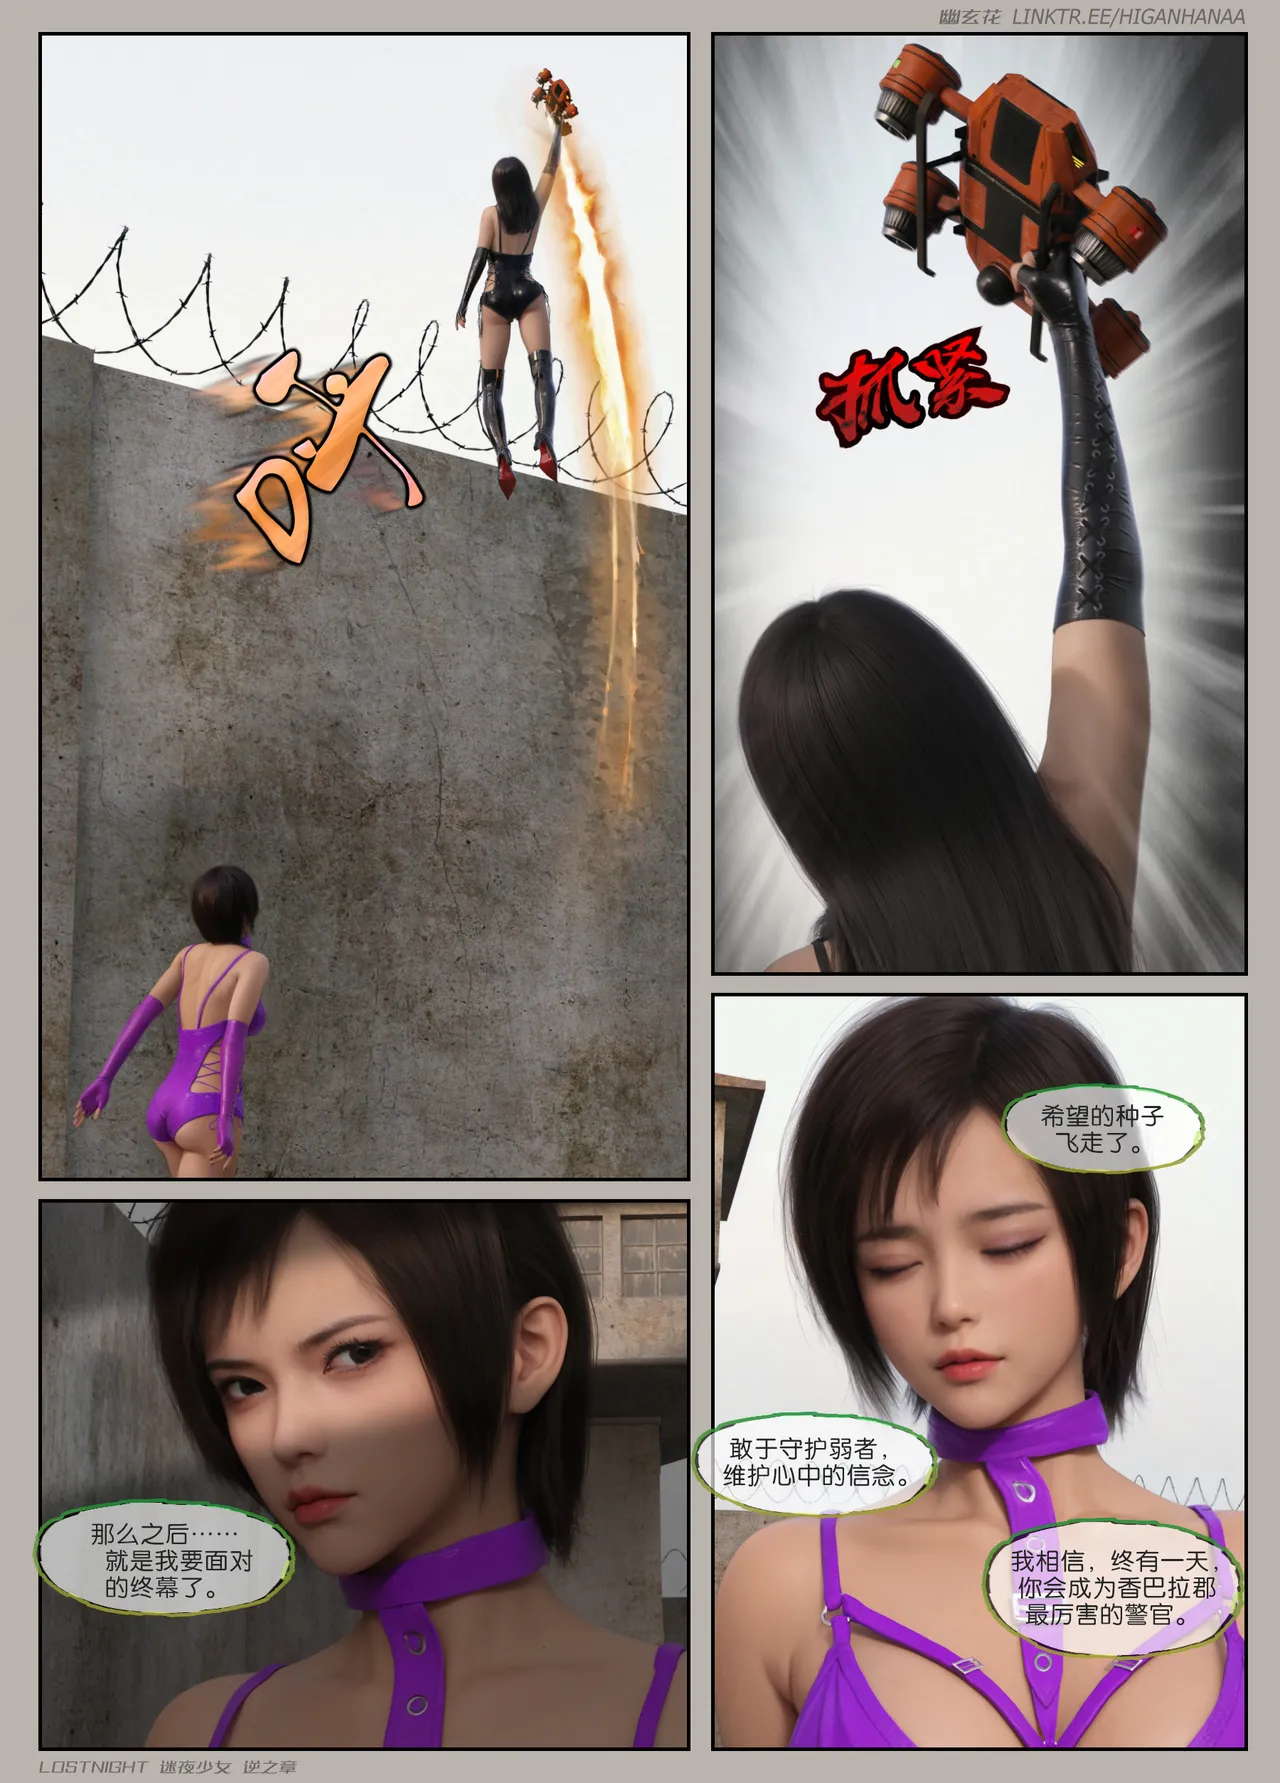 幽玄花 LINKTR.EE/HIGANHANAA
抓紧
希望的种子
飞走了。
敢于守护弱者，
维护心中的信念。
我相信，终有一天，
你会成为香巴拉郡
最厉害的警官。
那么之后……
就是我要面对
的终幕了。
LOSTNIGHT 迷夜少女 逆之章